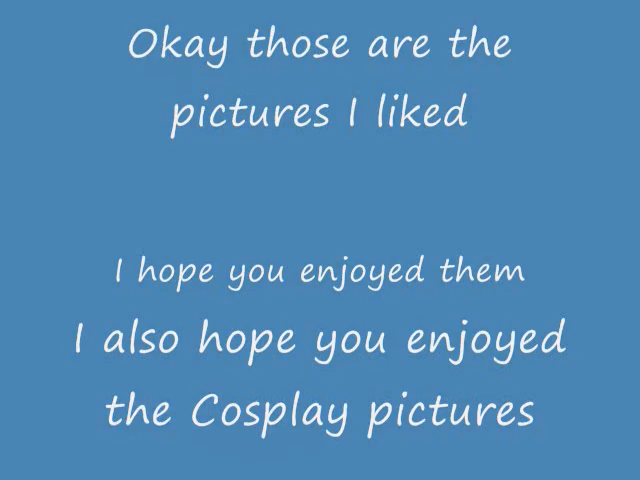 Okay those are the
pictures I liked
I hope you enjoyed them
I also hope you enjoyed
the Cosplay pictures